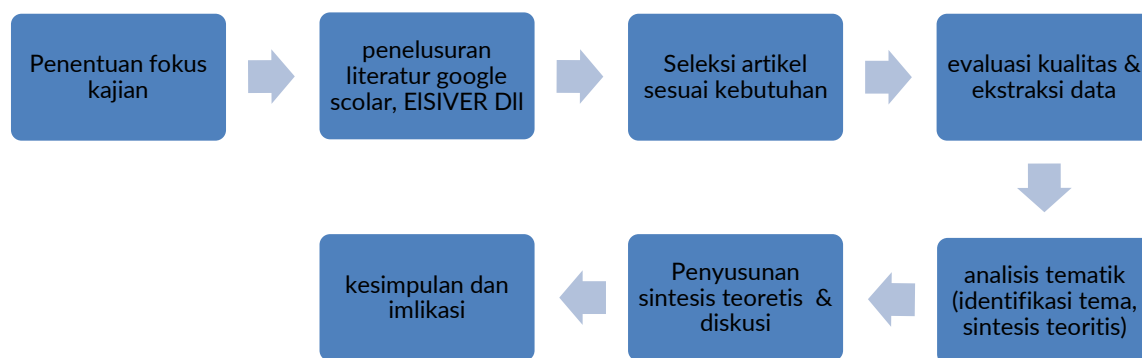 Penentuan fokus
kajian
penelusuran
literatur google
scolar, ElSIVER Dll
Seleksi artikel
sesuai kebutuhan
evaluasi kualitas &
ekstraksi data
analisis tematik
(identifikasi tema,
sintesis teoritis)
Penyusunan
sintesis teoretis &
diskusi
kesimpulan dan
imlikasi